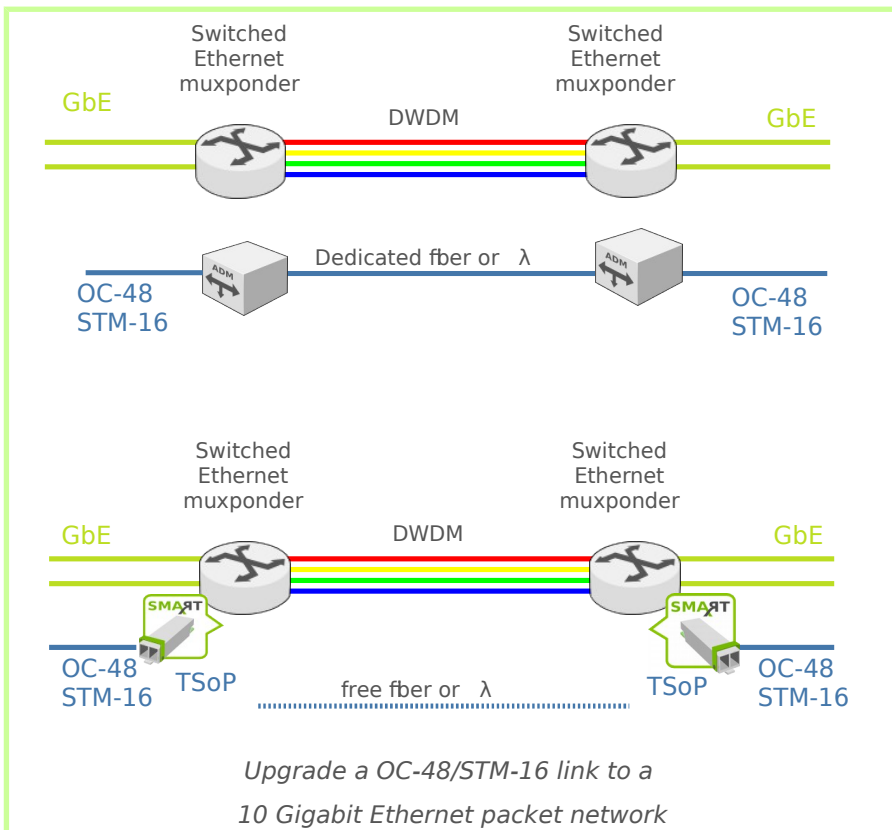 Switched
Ethernet
muxponder
Switched
Ethernet
muxponder
GbE
DWDM
GbE
ADM
Dedicated fiber or λ
ADM
OC-48
STM-16
OC-48
STM-16
Switched
Ethernet
muxponder
Switched
Ethernet
muxponder
GbE
DWDM
GbE
SMART
SMART
OC-48
STM-16
TSoP
free fiber or λ
TSoP
OC-48
STM-16
Upgrade a OC-48/STM-16 link to a
10 Gigabit Ethernet packet network